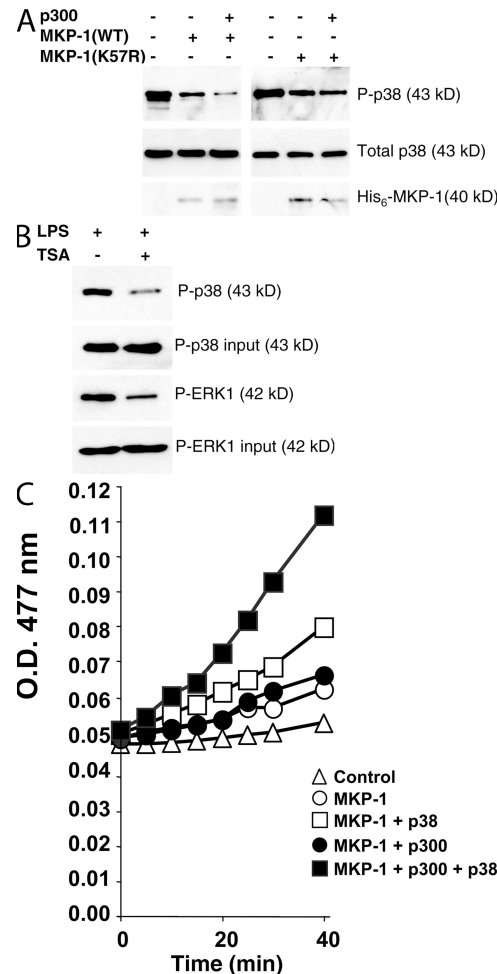 A
p300 - - + - - +
MKP-1(WT) - + + - - -
MKP-1(K57R) - - - - + +
P-p38 (43 kD)
Total p38 (43 kD)
His6-MKP-1(40 kD)
B
LPS + +
TSA - +
P-p38 (43 kD)
P-p38 input (43 kD)
P-ERK1 (42 kD)
P-ERK1 input (42 kD)
C
O.D. 477 nm
0.12
0.11
0.10
0.09
0.08
0.07
0.06
0.05
0.04
0.03
0.02
0.01
0.00
Control
MKP-1
MKP-1 + p38
MKP-1 + p300
MKP-1 + p300 + p38
0 20 40
Time (min)